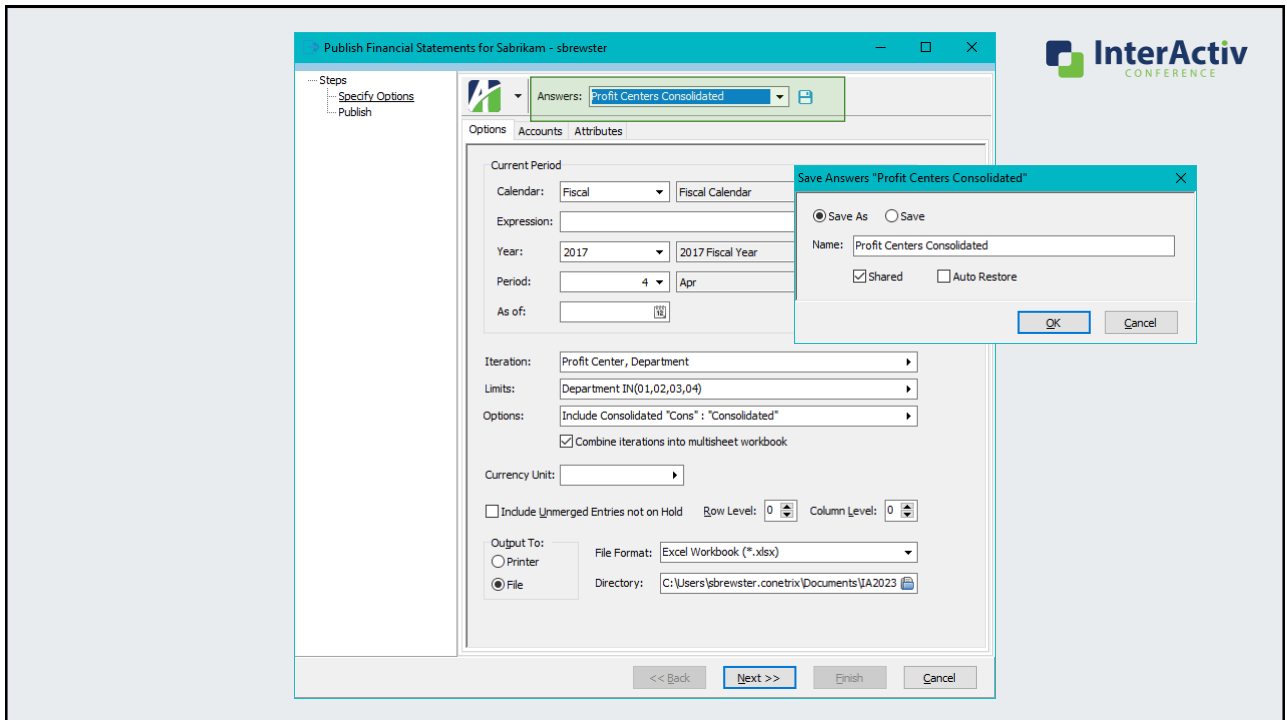 Publish Financial Statements for Sabrikam - sbrewster
InterActiv
CONFERENCE
Steps
Specify Options
Publish
Answers: Profit Centers Consolidated
Options Accounts Attributes
Current Period
Calendar: Fiscal Fiscal Calendar
Expression:
Year: 2017 2017 Fiscal Year
Period: 4 Apr
As of:
Save Answers "Profit Centers Consolidated"
Save As Save
Name: Profit Centers Consolidated
Shared Auto Restore
OK Cancel
Iteration: Profit Center, Department
Limits: Department IN(01,02,03,04)
Options: Include Consolidated "Cons" : "Consolidated"
Combine iterations into multisheet workbook
Currency Unit:
Include Unmerged Entries not on Hold Row Level: 0 Column Level: 0
Output To:
Printer
File
File Format: Excel Workbook (*.xlsx)
Directory: C:\Users\sbrewster.conetrix\Documents\IA2023
<< Back Next >> Finish Cancel